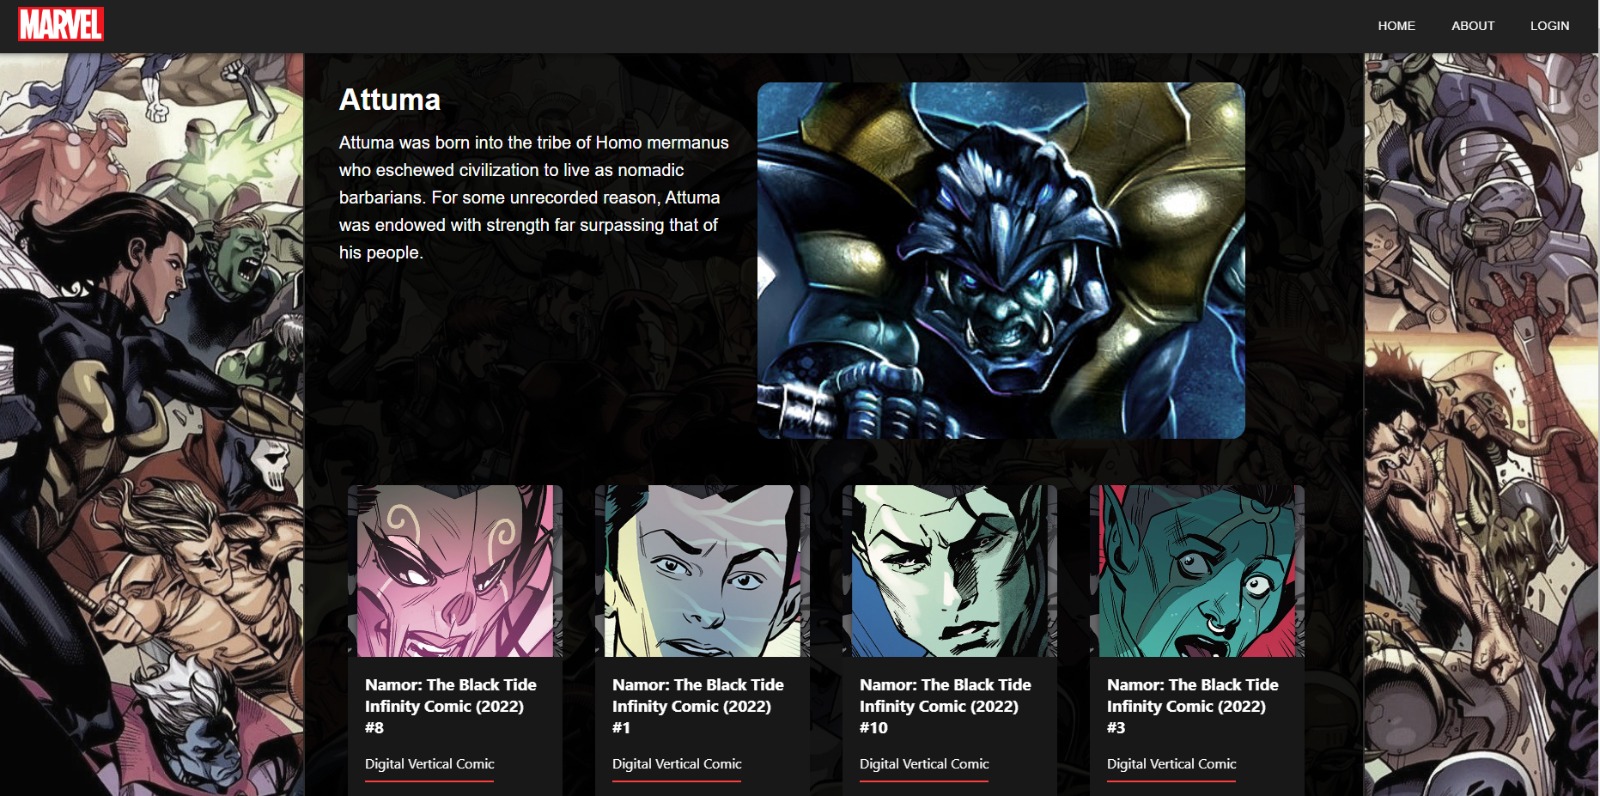 MARVEL
HOME
ABOUT
LOGIN
Attuma
Attuma was born into the tribe of Homo mermanus
who eschewed civilization to live as nomadic
barbarians. For some unrecorded reason, Attuma
was endowed with strength far surpassing that of
his people.
Namor: The Black Tide
Infinity Comic (2022)
#8
Digital Vertical Comic
Namor: The Black Tide
Infinity Comic (2022)
#1
Digital Vertical Comic
Namor: The Black Tide
Infinity Comic (2022)
#10
Digital Vertical Comic
Namor: The Black Tide
Infinity Comic (2022)
#3
Digital Vertical Comic